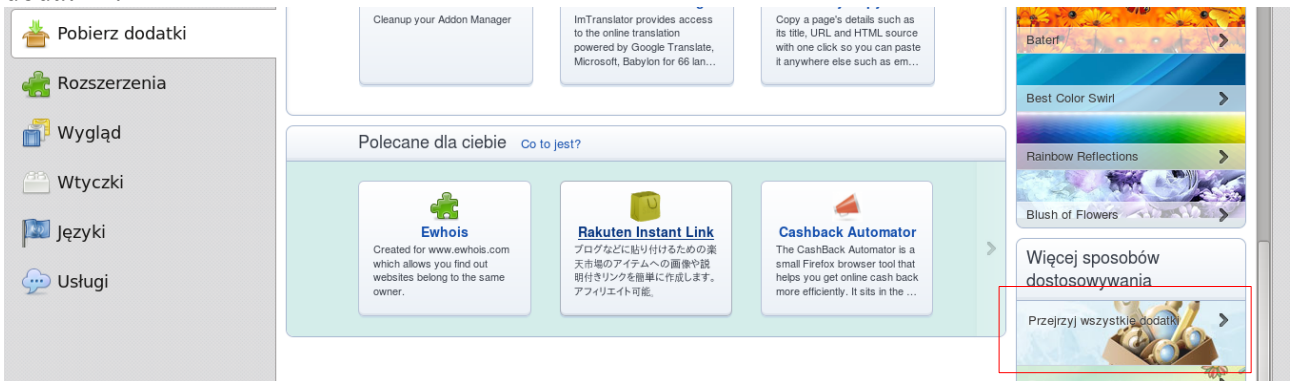 Pobierz dodatki
Rozszerzenia
Wygląd
Wtyczki
Języki
Usługi
Cleanup your Addon Manager
ImTranslator provides access
to the online translation
powered by Google Translate,
Microsoft, Babylon for 66 lan...
Copy a page's details such as
its title, URL and HTML source
with one click so you can paste
it anywhere else such as em...
Polecane dla ciebie Co to jest?
Ewhois
Created for www.ewhois.com
which allows you find out
websites belong to the same
owner.
Rakuten Instant Link
ブログなどに貼り付けるための楽
天市場のアイテムへの画像や説
明付きリンクを簡単に作成します。
アフィリエイト可能。
Cashback Automator
The CashBack Automator is a
small Firefox browser tool that
helps you get online cash back
more efficiently. It sits in the ...
Baterf
Best Color Swirl
Rainbow Reflections
Blush of Flowers
Więcej sposobów
dostosowywania
Przejrzyj wszystkie dodatki